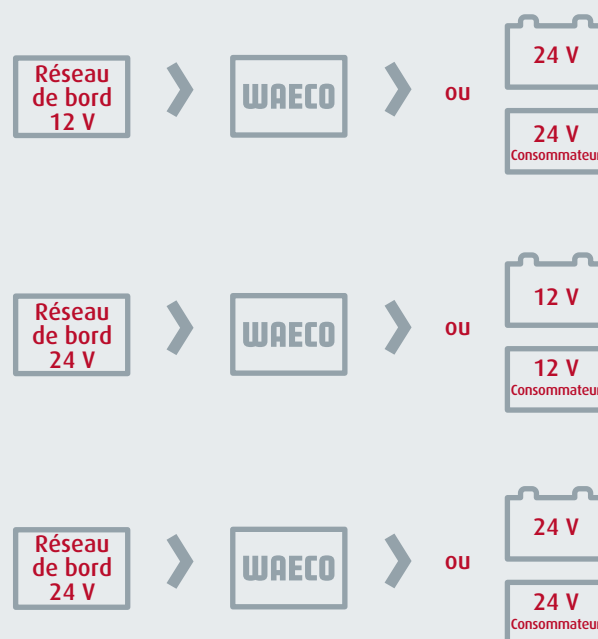 Réseau
de bord
12 V
WAECO
ou
24 V
24 V
Consommateur
Réseau
de bord
24 V
WAECO
ou
12 V
12 V
Consommateur
Réseau
de bord
24 V
WAECO
ou
24 V
24 V
Consommateur